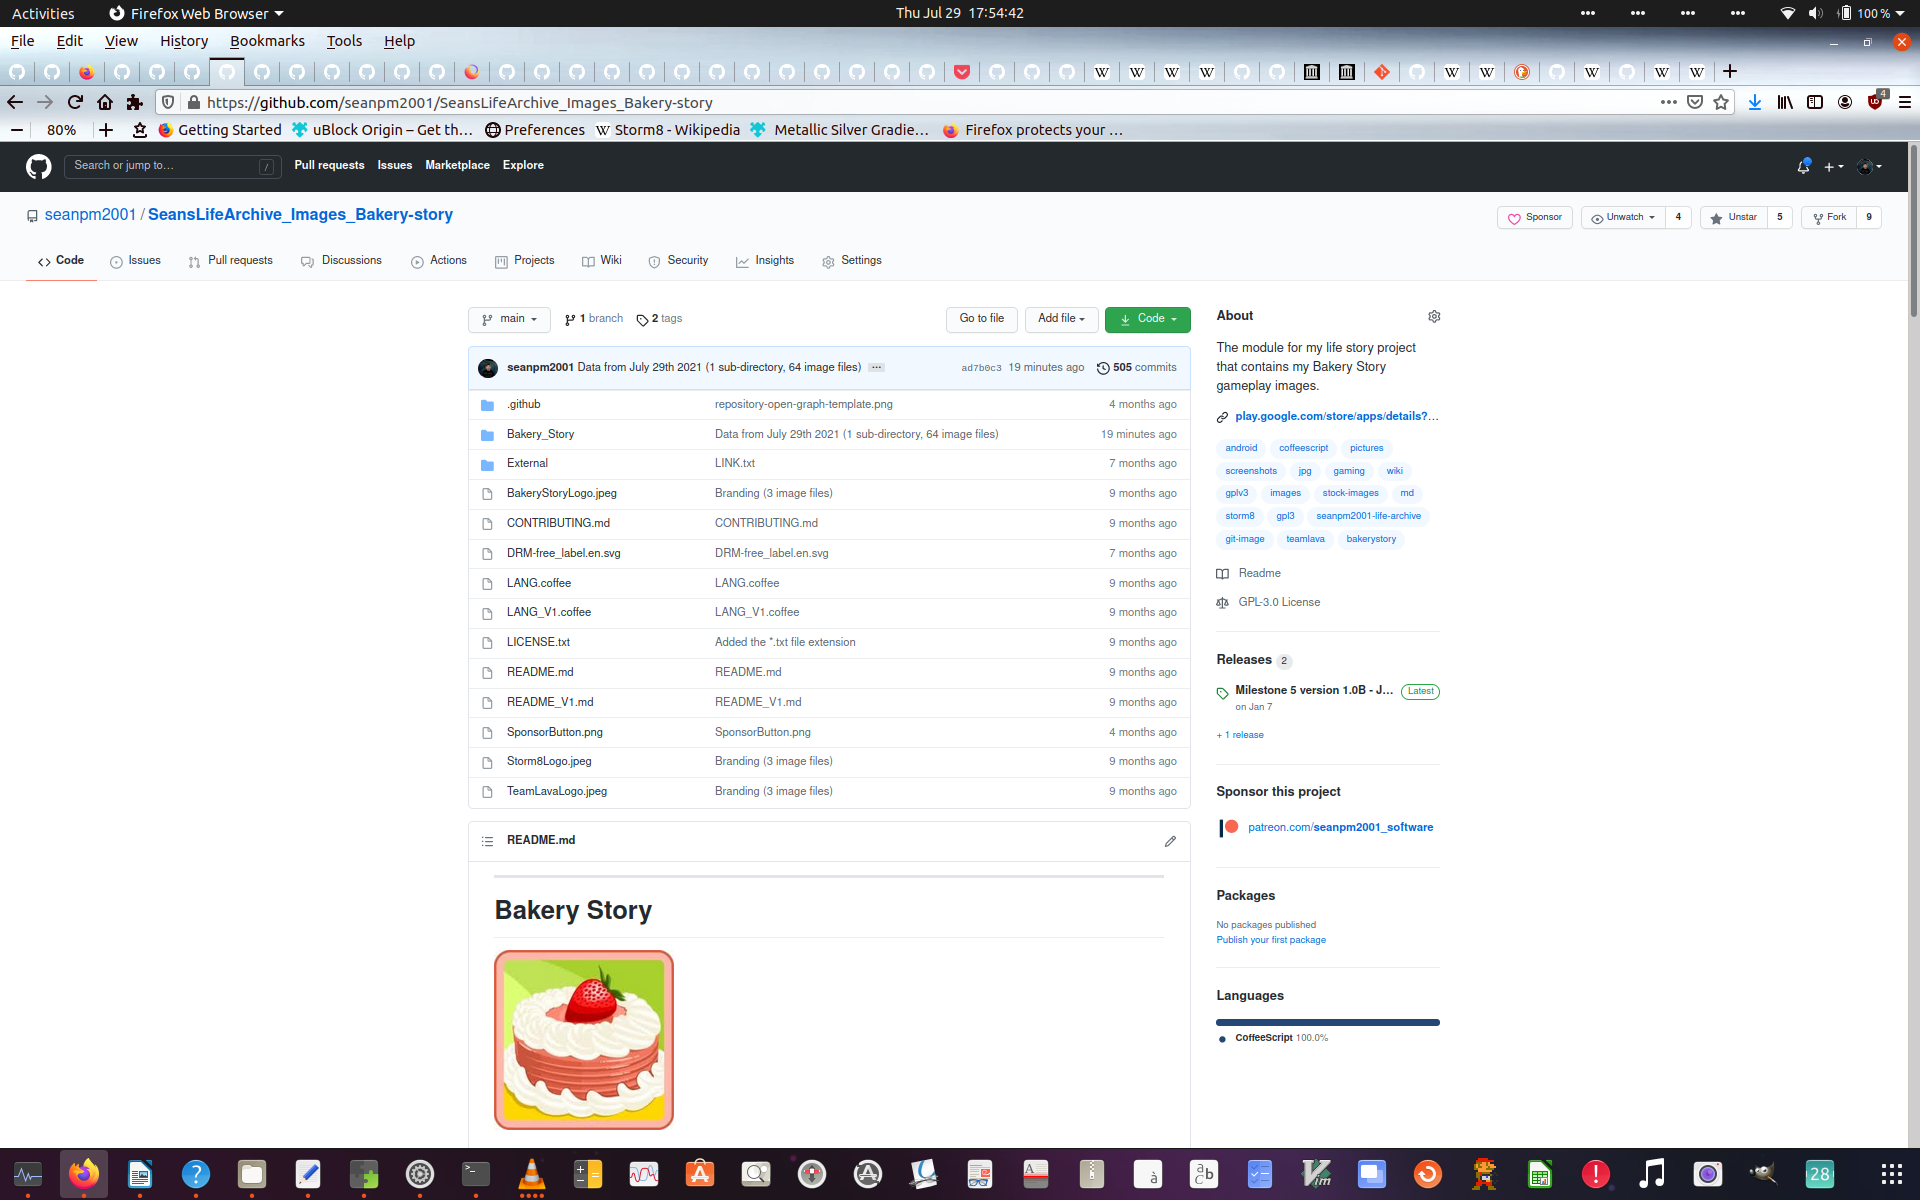 Activities Firefox Web Browser Thu Jul 29 17:54:42 100 %
File Edit View History Bookmarks Tools Help
https://github.com/seanpm2001/SeansLifeArchive_Images_Bakery-story 4
80% Getting Started uBlock Origin – Get th… Preferences Storm8 - Wikipedia Metallic Silver Gradie… Firefox protects your …
Search or jump to… / Pull requests Issues Marketplace Explore
seanpm2001 / SeansLifeArchive_Images_Bakery-story Sponsor Unwatch 4 Unstar 5 Fork 9
Code Issues Pull requests Discussions Actions Projects Wiki Security Insights Settings
main 1 branch 2 tags Go to file Add file Code
seanpm2001 Data from July 29th 2021 (1 sub-directory, 64 image files) … ad7b0c3 19 minutes ago 505 commits
.github repository-open-graph-template.png 4 months ago
Bakery_Story Data from July 29th 2021 (1 sub-directory, 64 image files) 19 minutes ago
External LINK.txt 7 months ago
BakeryStoryLogo.jpeg Branding (3 image files) 9 months ago
CONTRIBUTING.md CONTRIBUTING.md 9 months ago
DRM-free_label.en.svg DRM-free_label.en.svg 7 months ago
LANG.coffee LANG.coffee 9 months ago
LANG_V1.coffee LANG_V1.coffee 9 months ago
LICENSE.txt Added the *.txt file extension 9 months ago
README.md README.md 9 months ago
README_V1.md README_V1.md 9 months ago
SponsorButton.png SponsorButton.png 4 months ago
Storm8Logo.jpeg Branding (3 image files) 9 months ago
TeamLavaLogo.jpeg Branding (3 image files) 9 months ago
README.md
Bakery Story
About
The module for my life story project
that contains my Bakery Story
gameplay images.
play.google.com/store/apps/details?…
android coffeescript pictures
screenshots jpg gaming wiki
gplv3 images stock-images md
storm8 gpl3 seanpm2001-life-archive
git-image teamlava bakerystory
Readme
GPL-3.0 License
Releases 2
Milestone 5 version 1.0B - J… Latest
on Jan 7
+ 1 release
Sponsor this project
patreon.com/seanpm2001_software
Packages
No packages published
Publish your first package
Languages
CoffeeScript 100.0%
28